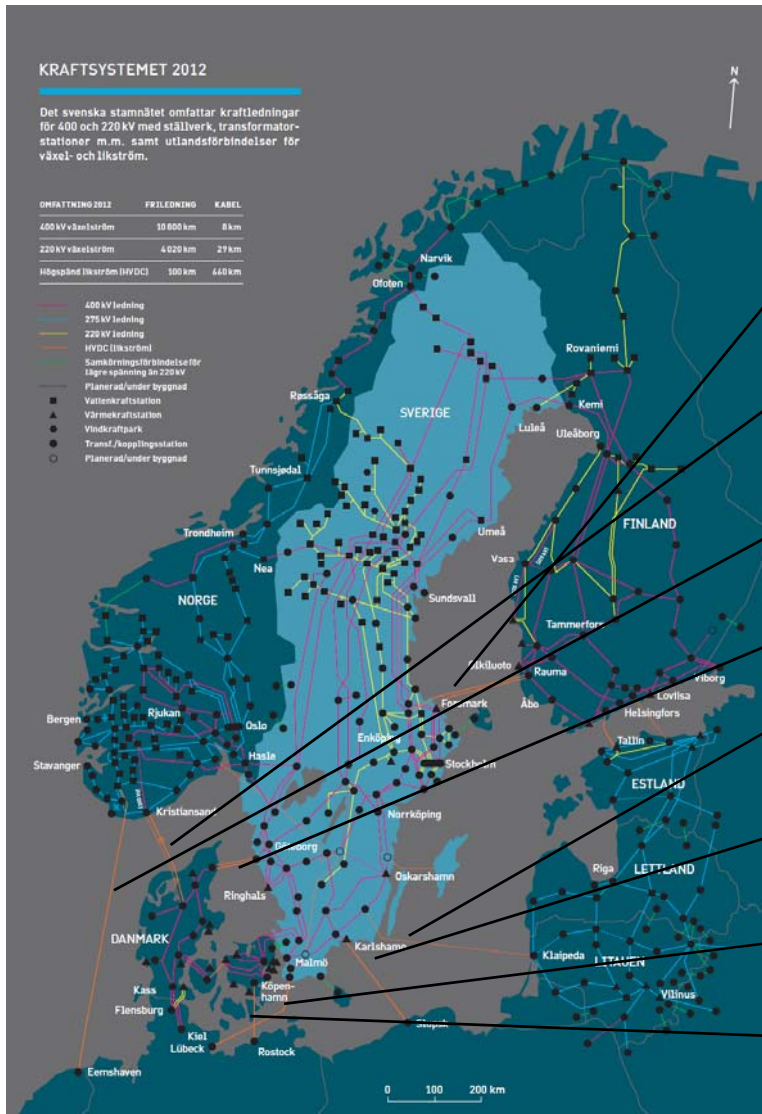 KRAFTSYSTEMET 2012
N
Det svenska stamnätet omfattar kraftledningar
för 400 och 220 kV med ställverk, transformator-
stationer m.m. samt utlandsförbindelser för
växel- och likström.
OMFATTNING 2012 FRILEDNING KABEL
400 kV växelström 10 800 km 8 km
220 kV växelström 4 020 km 29 km
Högspänd likström (HVDC) 100 km 440 km
400 kV ledning
275 kV ledning
220 kV ledning
HVDC (likström)
Samkörningsförbindelse för
lägre spänning än 220 kV
Planerad/under byggnad
Vattenkraftstation
Värmekraftstation
Vindkraftpark
Transf./kopplingsstation
Planerad/under byggnad
Narvik
Ofoten
Rovaniemi
Røssåga
SVERIGE
Kemi
Luleå
Uleåborg
Tunnsjødal
Umeå
FINLAND
Trondheim
Vasa
Nea
Sundsvall
NORGE
Tammerfors
Olkiluoto
Rauma
Viborg
Forsmark
Åbo
Loviisa
Helsingfors
Bergen
Rjukan
Oslo
Enköping
Tallin
Hasle
Stockholm
ESTLAND
Stavanger
Kristiansand
Norrköping
Göteborg
Riga
LETTLAND
Oskarshamn
Ringhals
DANMARK
Karlshamn
Klaipeda
LITAUEN
Malmö
Kass
Köpen-
hamn
Vilinus
Flensburg
Kiel
Slupsk
Lübeck
Rostock
Eemshaven
0 100 200 km